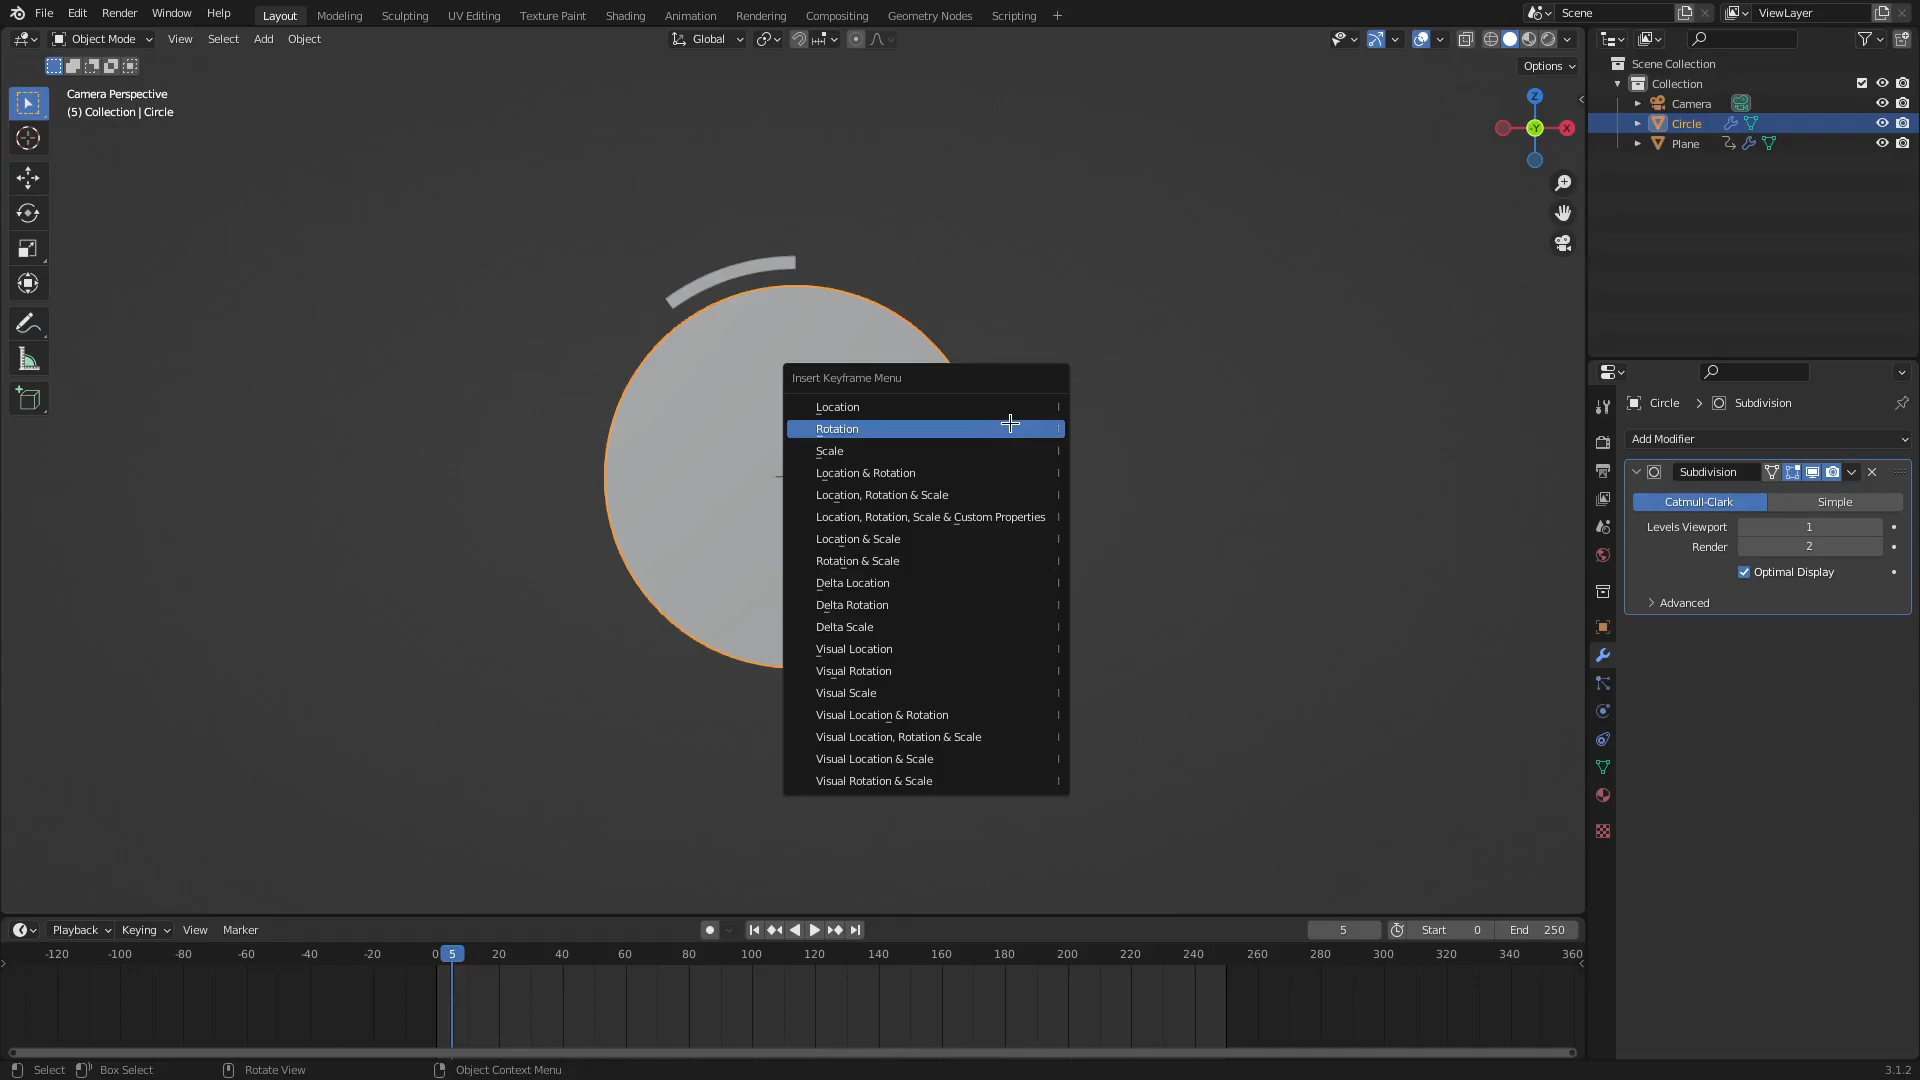 File Edit Render Window Help Layout Modeling Sculpting UV Editing Texture Paint Shading Animation Rendering Compositing Geometry Nodes Scripting + Scene ViewLayer
Object Mode View Select Add Object Global
Options
Camera Perspective
(5) Collection | Circle
Z
-Y
X
Scene Collection
Collection
Camera
Circle
Plane
Insert Keyframe Menu
Location I
Rotation I
Scale I
Location & Rotation I
Location, Rotation & Scale I
Location, Rotation, Scale & Custom Properties I
Location & Scale I
Rotation & Scale I
Delta Location I
Delta Rotation I
Delta Scale I
Visual Location I
Visual Rotation I
Visual Scale I
Visual Location & Rotation I
Visual Location, Rotation & Scale I
Visual Location & Scale I
Visual Rotation & Scale I
Circle > Subdivision
Add Modifier
Subdivision
Catmull-Clark Simple
Levels Viewport 1
Render 2
Optimal Display
Advanced
Playback Keying View Marker 5 Start 0 End 250
-120 -100 -80 -60 -40 -20 0 5 20 40 60 80 100 120 140 160 180 200 220 240 260 280 300 320 340 360
Select Box Select Rotate View Object Context Menu 3.1.2